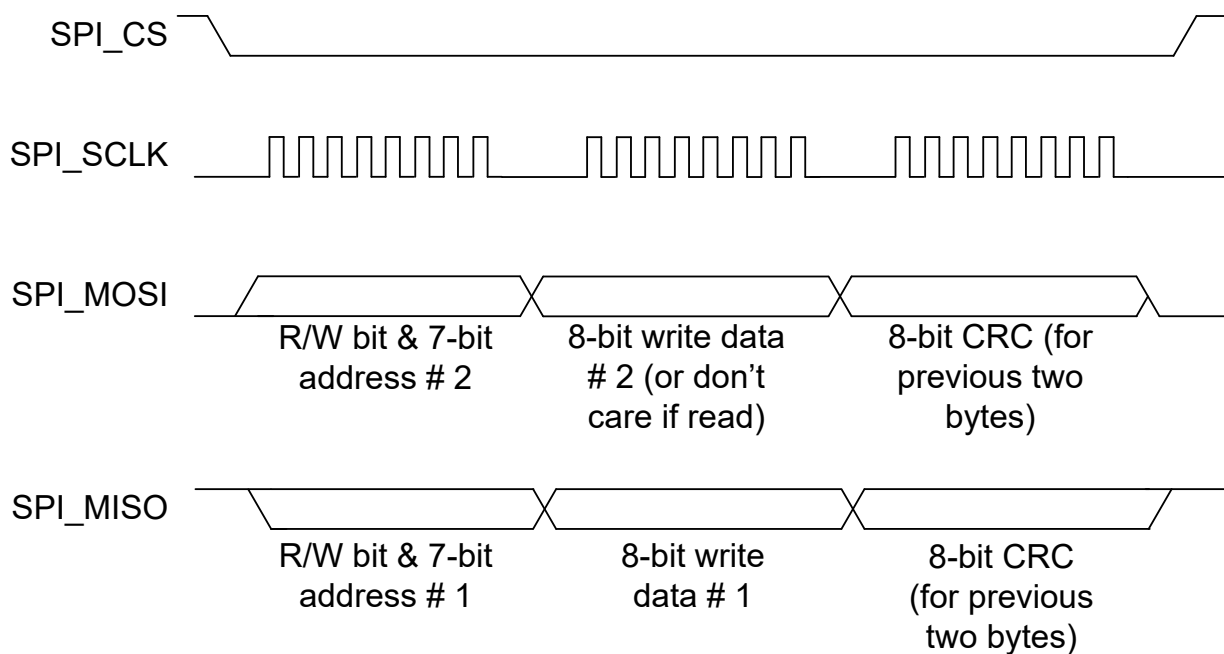 SPI_CS
SPI_SCLK
SPI_MOSI
R/W bit & 7-bit
address # 2
8-bit write data
# 2 (or don’t
care if read)
8-bit CRC (for
previous two
bytes)
SPI_MISO
R/W bit & 7-bit
address # 1
8-bit write
data # 1
8-bit CRC
(for previous
two bytes)